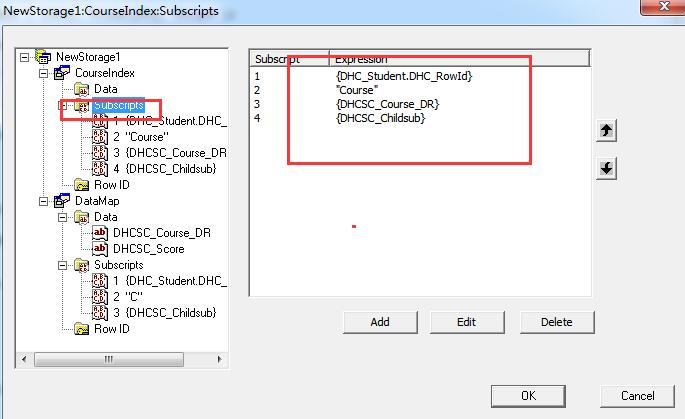 NewStorage1:CourseIndex:Subscripts
NewStorage1
CourseIndex
Data
Subscripts
1 {DHC_Student.DHC_
2 "Course"
3 {DHCSC_Course_DR
4 {DHCSC_Childsub}
Row ID
DataMap
Data
DHCSC_Course_DR
DHCSC_Score
Subscripts
1 {DHC_Student.DHC_
2 "C"
3 {DHCSC_Childsub}
Row ID
Subscript Expression
1 {DHC_Student.DHC_RowId}
2 "Course"
3 {DHCSC_Course_DR}
4 {DHCSC_Childsub}
Add Edit Delete
OK Cancel